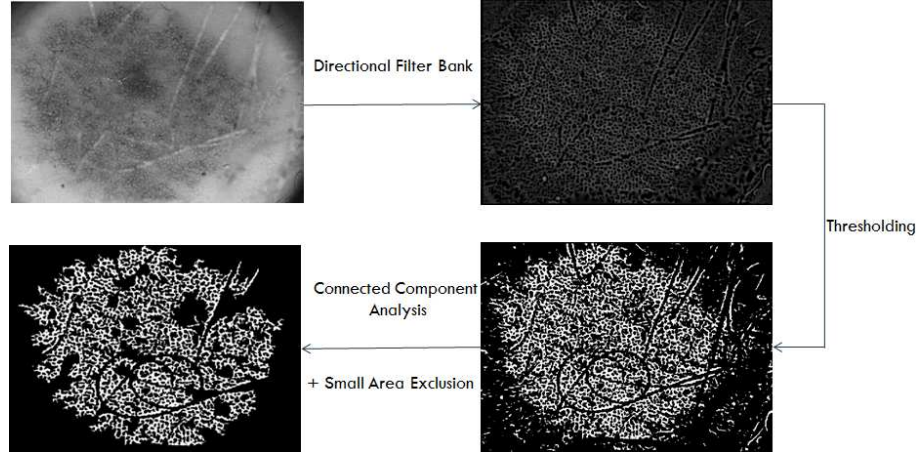 Directional Filter Bank
Thresholding
Connected Component
Analysis
+ Small Area Exclusion